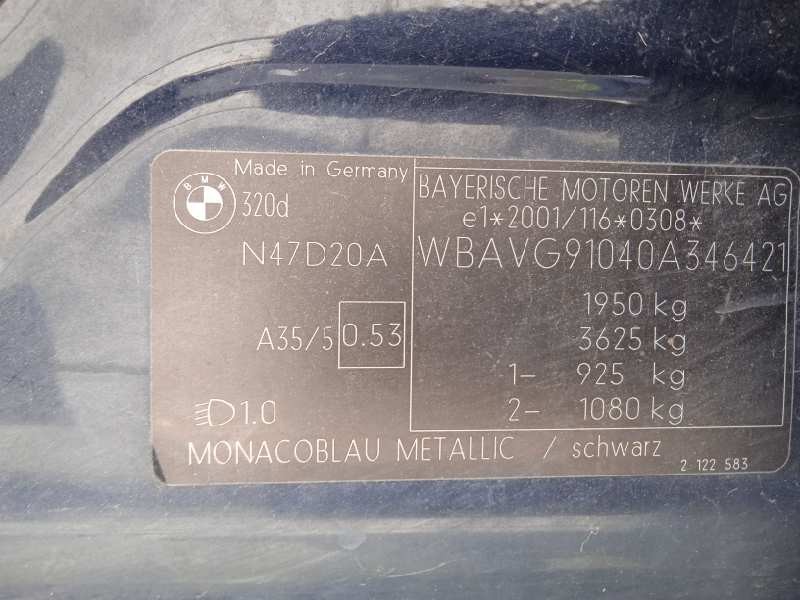 Made in Germany
BMW
320d
N47D20A
A35/5 0.53
1.0
BAYERISCHE MOTOREN WERKE AG
e1*2001/116*0308*
WBAVG91040A346421
1950 kg
3625 kg
1- 925 kg
2- 1080 kg
MONACOBLAU METALLIC / schwarz
2 122 583